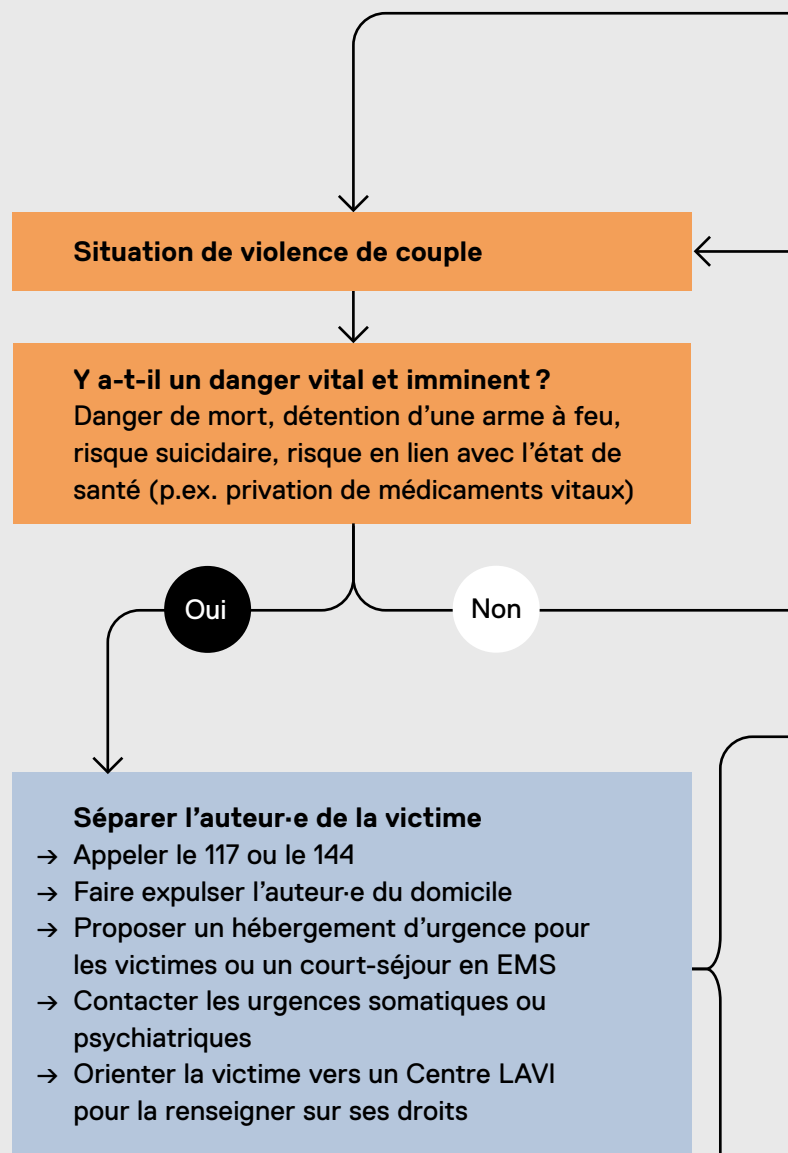 Situation de violence de couple
Y a-t-il un danger vital et imminent ?
Danger de mort, détention d’une arme à feu,
risque suicidaire, risque en lien avec l’état de
santé (p.ex. privation de médicaments vitaux)
Oui
Non
Séparer l’auteur·e de la victime
→ Appeler le 117 ou le 144
→ Faire expulser l’auteur·e du domicile
→ Proposer un hébergement d’urgence pour
les victimes ou un court-séjour en EMS
→ Contacter les urgences somatiques ou
psychiatriques
→ Orienter la victime vers un Centre LAVI
pour la renseigner sur ses droits